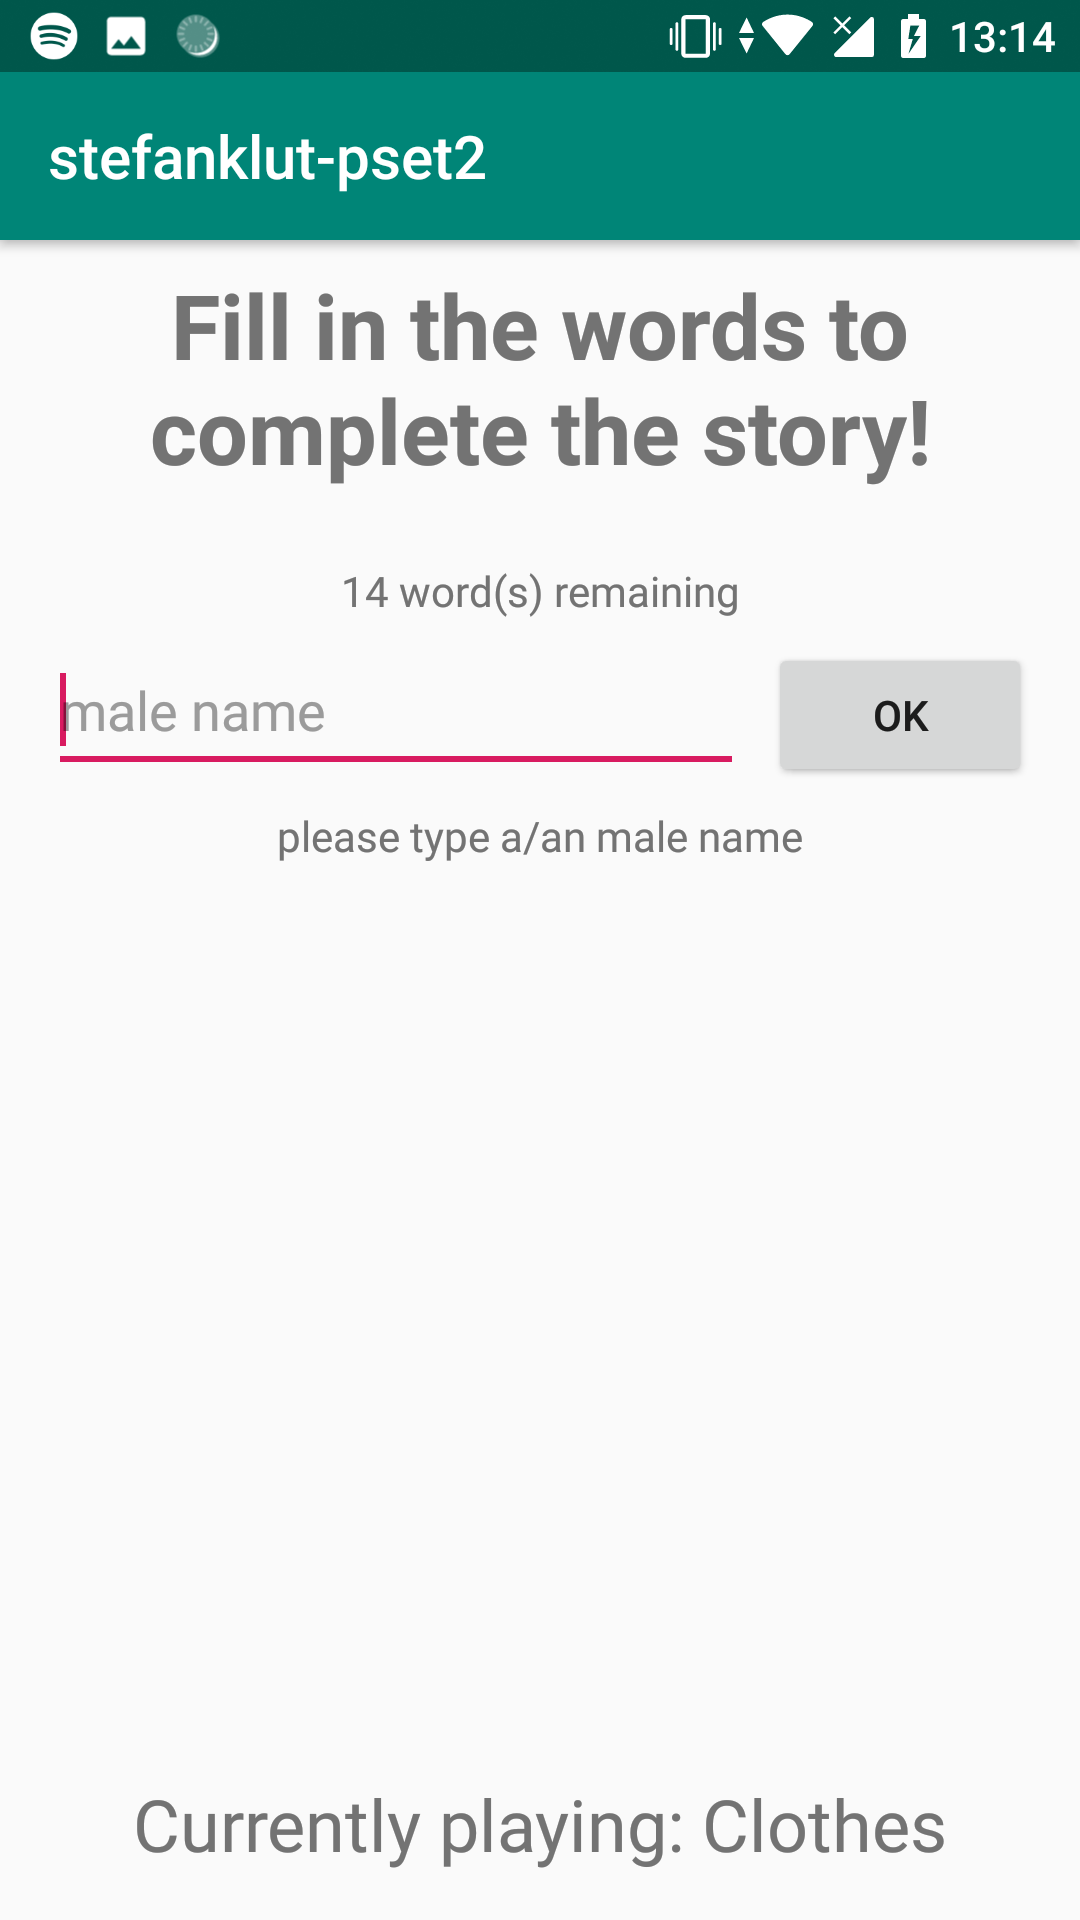 13:14
stefanklut-pset2
Fill in the words to
complete the story!
14 word(s) remaining
male name
OK
please type a/an male name
Currently playing: Clothes